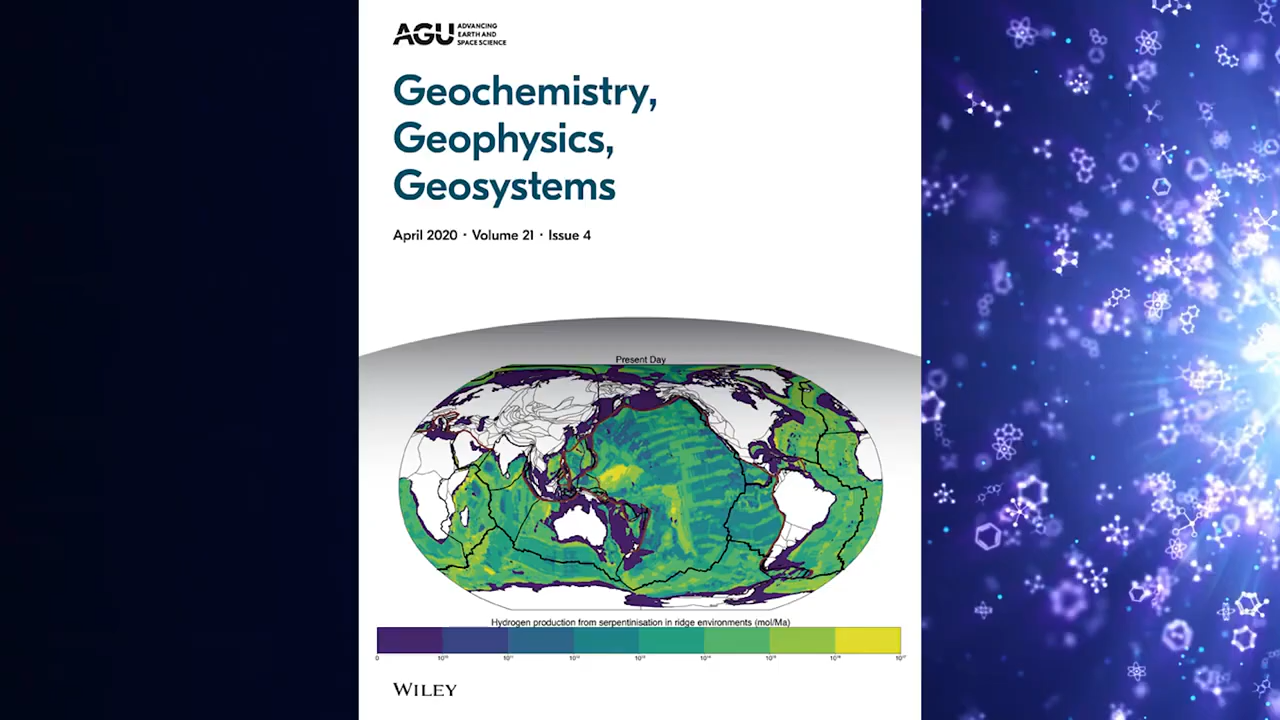 AGU ADVANCING
EARTH AND
SPACE SCIENCE
Geochemistry,
Geophysics,
Geosystems
April 2020 · Volume 21 · Issue 4
Present Day
Hydrogen production from serpentinisation in ridge environments (mol/Ma)
WILEY